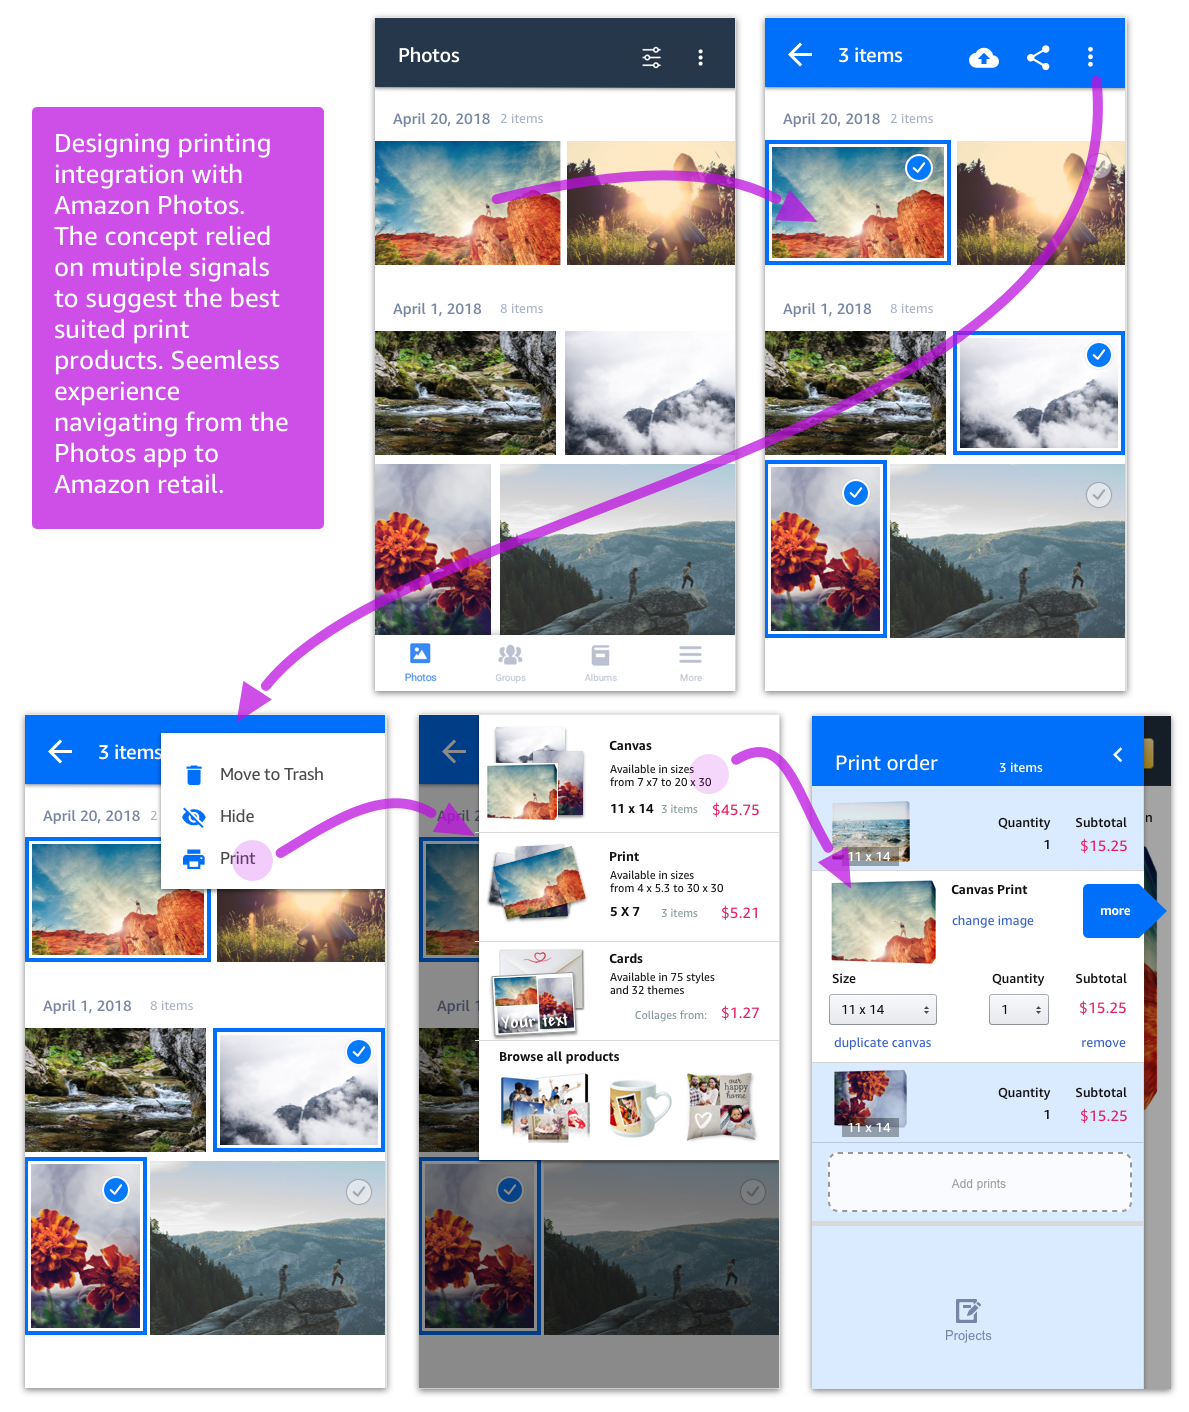 Designing printing
integration with
Amazon Photos.
The concept relied
on mutiple signals
to suggest the best
suited print
products. Seemless
experience
navigating from the
Photos app to
Amazon retail.
Photos
April 20, 2018 2 items
April 1, 2018 8 items
Photos Groups Albums More
3 items
April 20, 2018 2 items
April 1, 2018 8 items
3 items
Move to Trash
Hide
Print
April 20, 2018 2
April 1, 2018 8 items
April
April 1
Canvas
Available in sizes
from 7 x7 to 20 x 30
11 x 14 3 items $45.75
Print
Available in sizes
from 4 x 5.3 to 30 x 30
5 X 7 3 items $5.21
Cards
Available in 75 styles
and 32 themes
Your text
Collages from: $1.27
Browse all products
our
happy
home
Print order 3 items
Quantity Subtotal
1 $15.25
11 x 14
Canvas Print
change image
more
Size Quantity Subtotal
11 x 14 1 $15.25
duplicate canvas remove
Quantity Subtotal
1 $15.25
11 x 14
Add prints
Projects
n